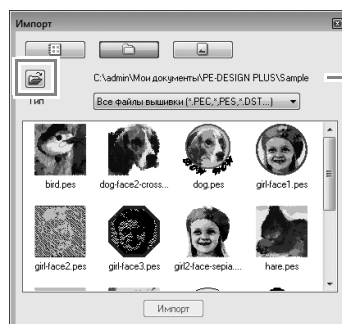 Импорт
C:\admin\Мои документы\PE-DESIGN PLUS\Sample
Тип
Все файлы вышивки (*.PEC,*.PES,*.DST...)
bird.pes
dog-face2-cross...
dog.pes
girl-face1.pes
girl-face2.pes
girl-face3.pes
girl2-face-sepia....
hare.pes
Импорт